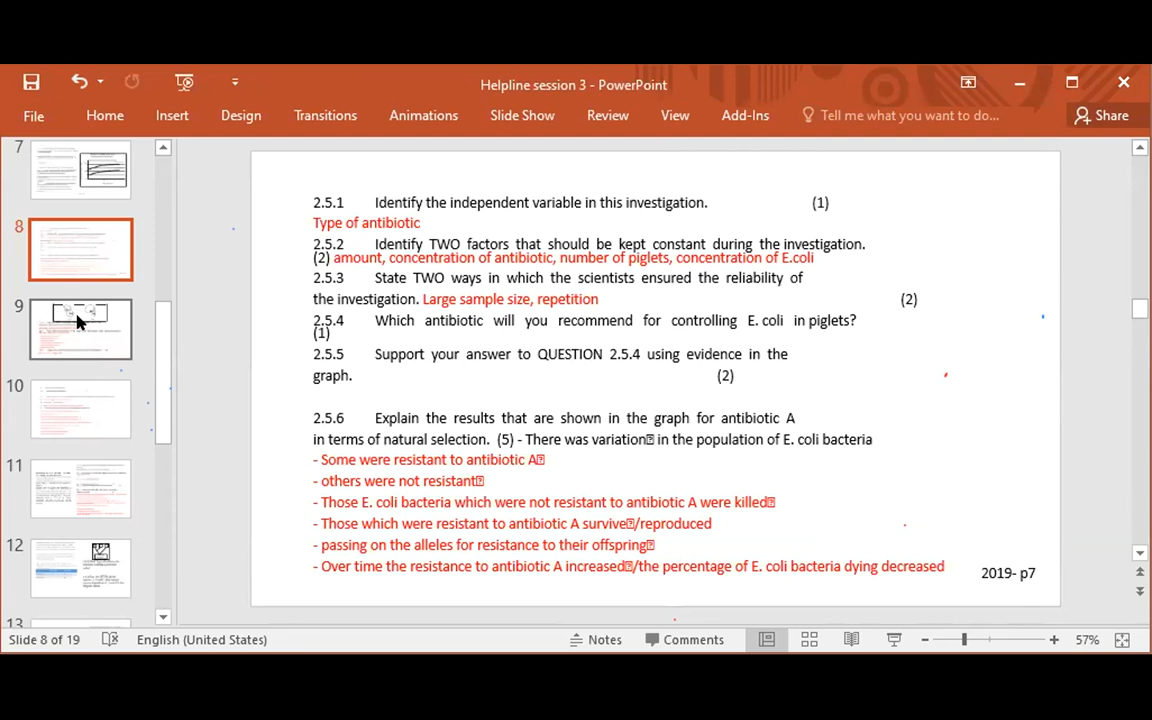 Helpline session 3 - PowerPoint
File Home Insert Design Transitions Animations Slide Show Review View Add-Ins Tell me what you want to do... Share
7
8
9
10
11
12
13
2.5.1 Identify the independent variable in this investigation. (1)
Type of antibiotic
2.5.2 Identify TWO factors that should be kept constant during the investigation.
(2) amount, concentration of antibiotic, number of piglets, concentration of E.coli
2.5.3 State TWO ways in which the scientists ensured the reliability of
the investigation. Large sample size, repetition (2)
2.5.4 Which antibiotic will you recommend for controlling E. coli in piglets?
(1)
2.5.5 Support your answer to QUESTION 2.5.4 using evidence in the
graph. (2)
2.5.6 Explain the results that are shown in the graph for antibiotic A
in terms of natural selection. (5) - There was variation in the population of E. coli bacteria
- Some were resistant to antibiotic A
- others were not resistant
- Those E. coli bacteria which were not resistant to antibiotic A were killed
- Those which were resistant to antibiotic A survive/reproduced
- passing on the alleles for resistance to their offspring
- Over time the resistance to antibiotic A increased/the percentage of E. coli bacteria dying decreased
2019- p7
Slide 8 of 19 English (United States) Notes Comments 57%